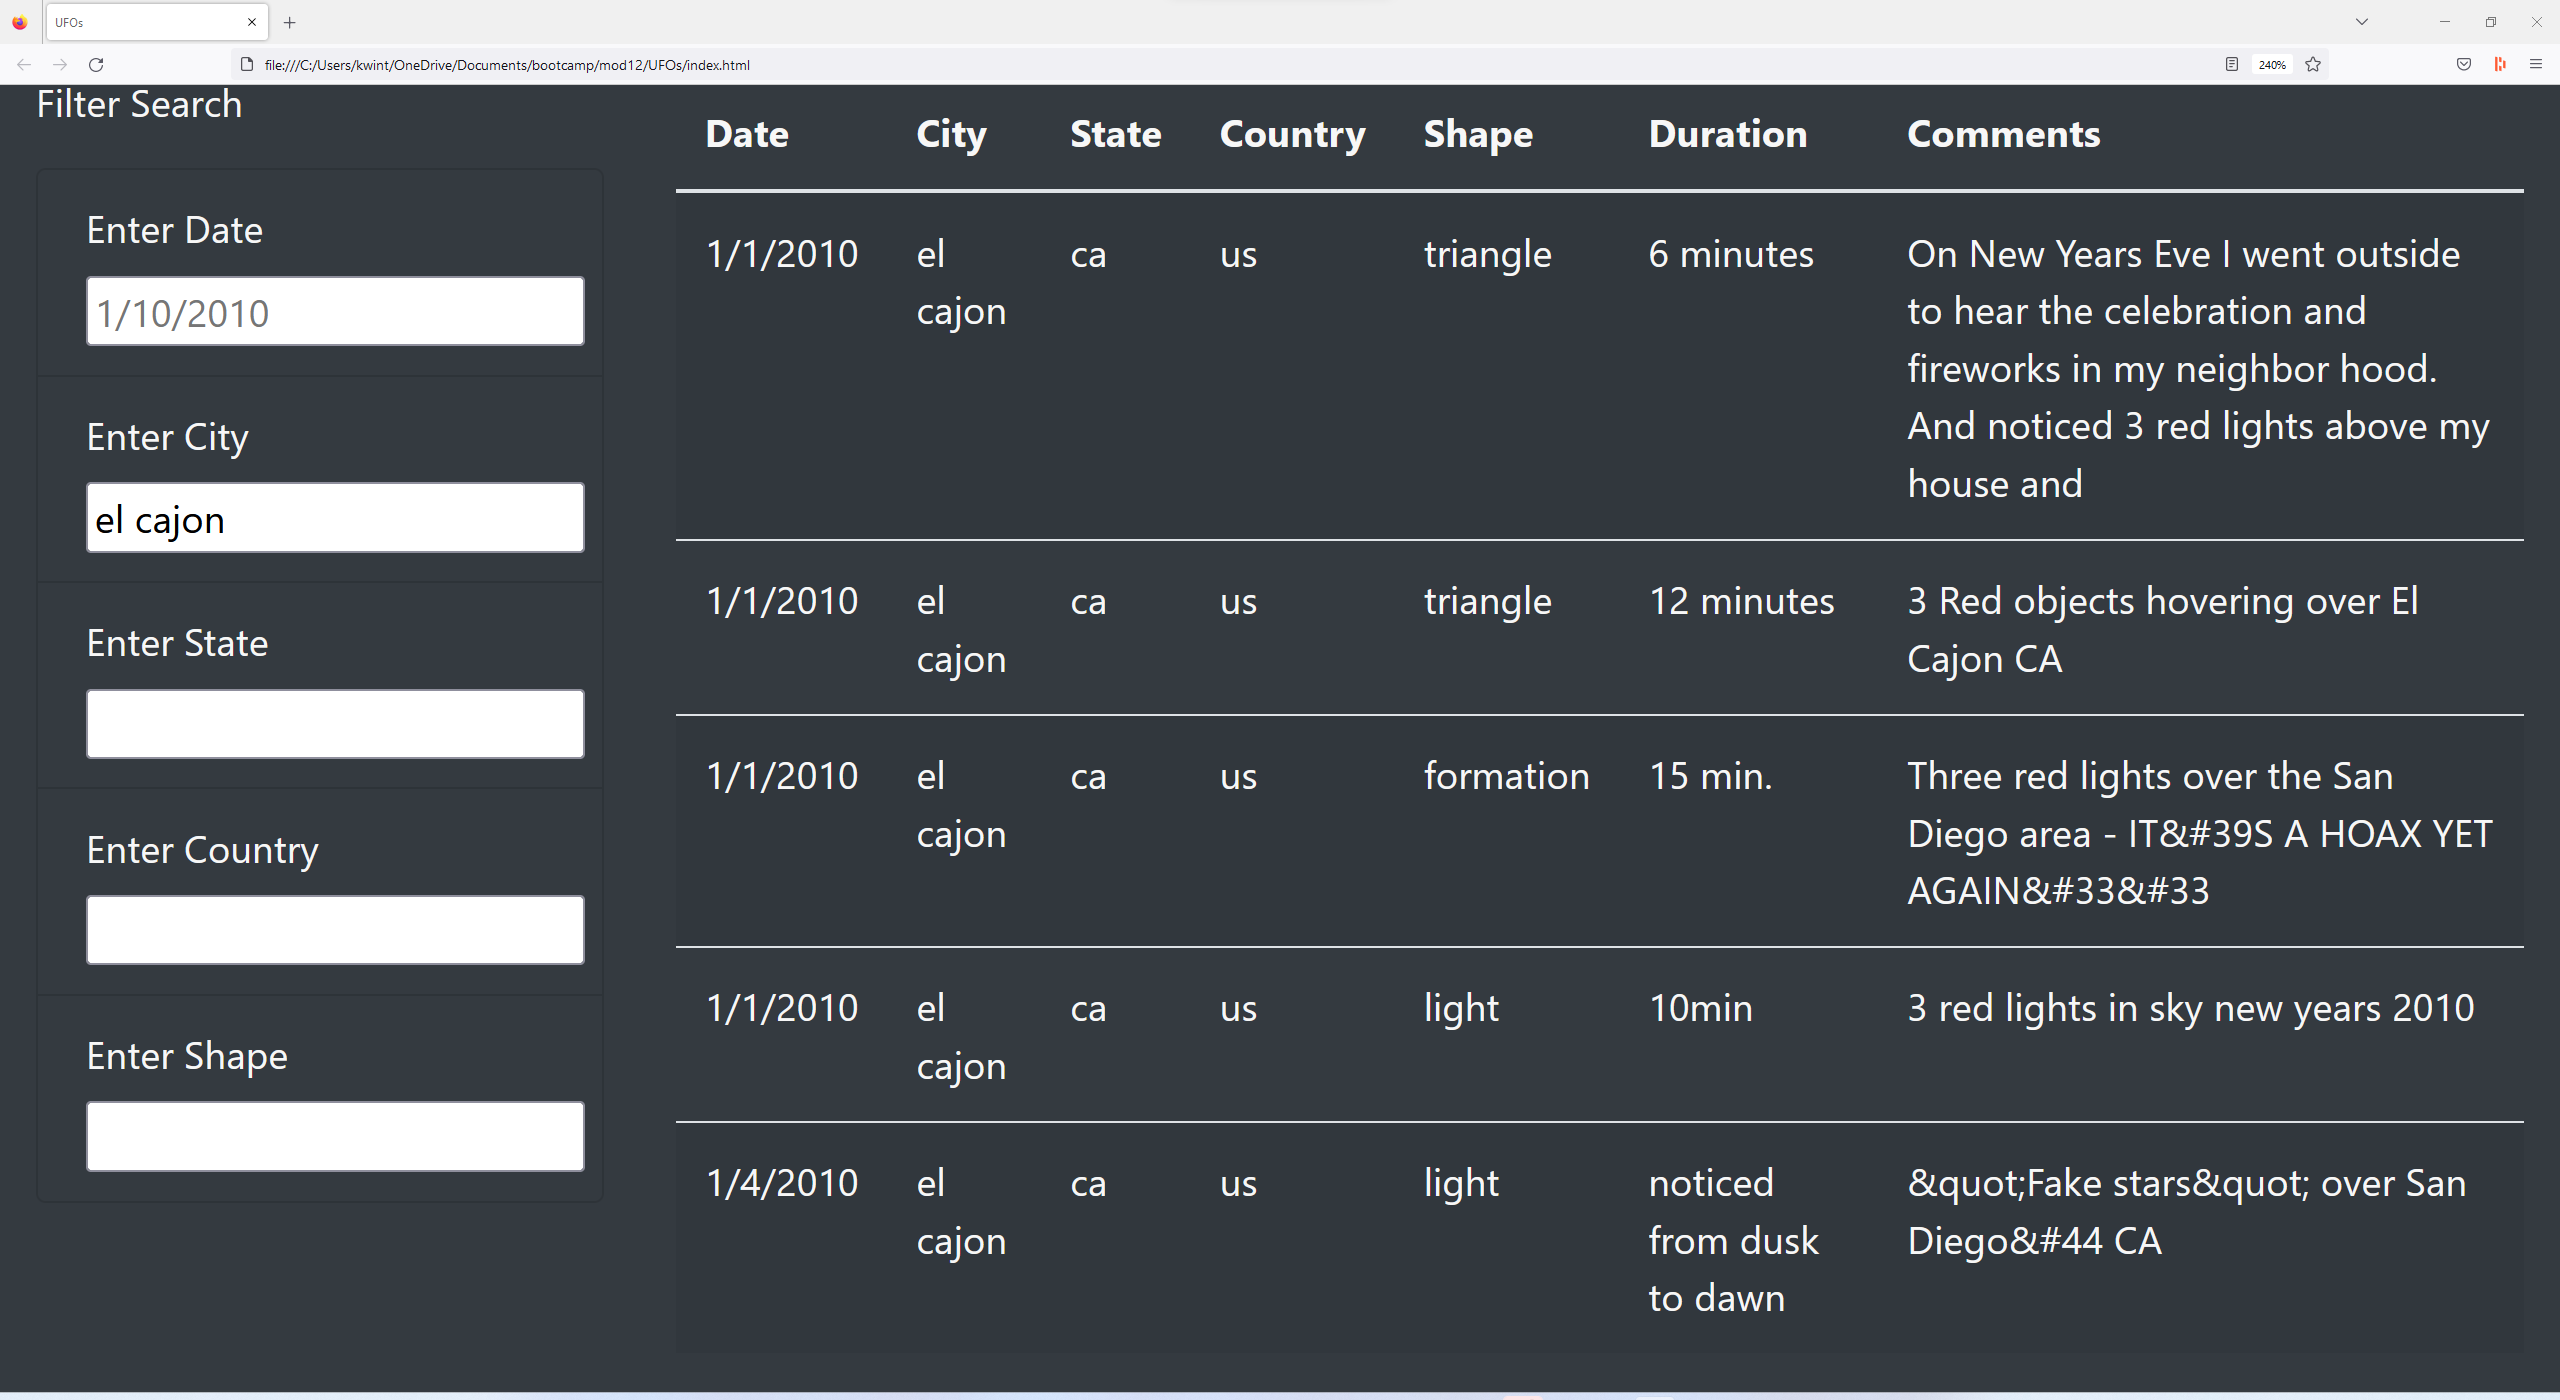 UFOs
file:///C:/Users/kwint/OneDrive/Documents/bootcamp/mod12/UFOs/index.html
240%
Filter Search
Enter Date
1/10/2010
Enter City
el cajon
Enter State
Enter Country
Enter Shape
Date City State Country Shape Duration Comments
1/1/2010 el ca us triangle 6 minutes On New Years Eve I went outside
cajon to hear the celebration and
fireworks in my neighbor hood.
And noticed 3 red lights above my
house and
1/1/2010 el ca us triangle 12 minutes 3 Red objects hovering over El
cajon Cajon CA
1/1/2010 el ca us formation 15 min. Three red lights over the San
cajon Diego area - IT&#39S A HOAX YET
AGAIN&#33&#33
1/1/2010 el ca us light 10min 3 red lights in sky new years 2010
cajon
1/4/2010 el ca us light noticed &quot;Fake stars&quot; over San
cajon from dusk Diego&#44 CA
to dawn